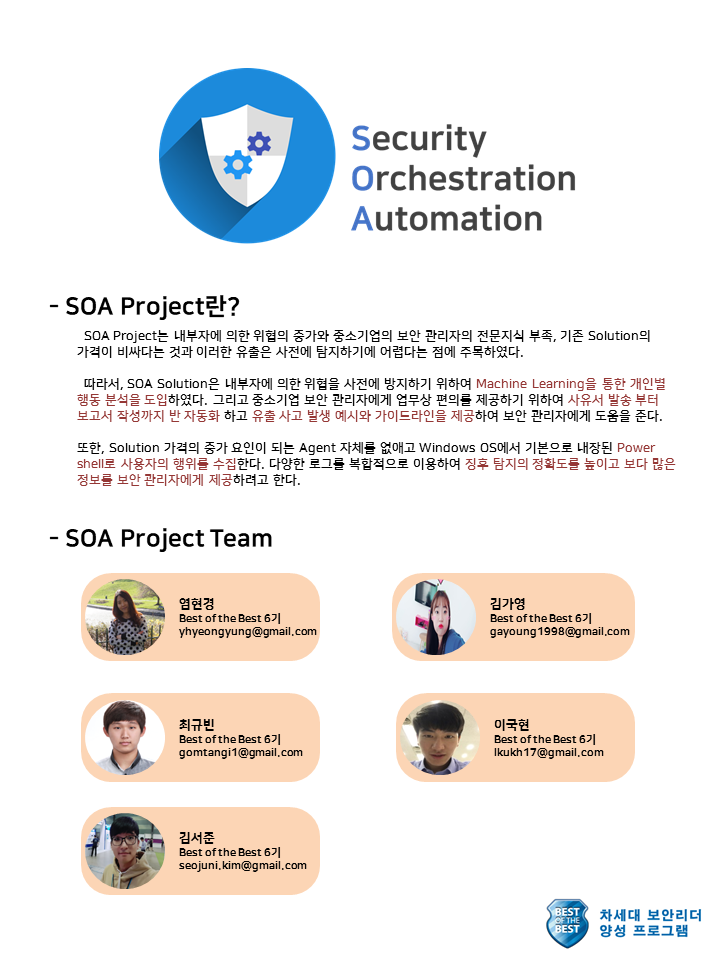 Security
Orchestration
Automation
- SOA Project란?
SOA Project는 내부자에 의한 위협의 증가와 중소기업의 보안 관리자의 전문지식 부족, 기존 Solution의
가격이 비싸다는 것과 이러한 유출은 사전에 탐지하기에 어렵다는 점에 주목하였다.
따라서, SOA Solution은 내부자에 의한 위협을 사전에 방지하기 위하여 Machine Learning을 통한 개인별
행동 분석을 도입하였다. 그리고 중소기업 보안 관리자에게 업무상 편의를 제공하기 위하여 사유서 발송 부터
보고서 작성까지 반 자동화 하고 유출 사고 발생 예시와 가이드라인을 제공하여 보안 관리자에게 도움을 준다.
또한, Solution 가격의 증가 요인이 되는 Agent 자체를 없애고 Windows OS에서 기본으로 내장된 Power
shell로 사용자의 행위를 수집한다. 다양한 로그를 복합적으로 이용하여 징후 탐지의 정확도를 높이고 보다 많은
정보를 보안 관리자에게 제공하려고 한다.
- SOA Project Team
염현경
Best of the Best 6기
yhyeongyung@gmail.com
김가영
Best of the Best 6기
gayoung1998@gmail.com
최규빈
Best of the Best 6기
gomtangi1@gmail.com
이국현
Best of the Best 6기
lkukh17@gmail.com
김서준
Best of the Best 6기
seojuni.kim@gmail.com
BEST
OF THE
BEST
차세대 보안리더
양성 프로그램